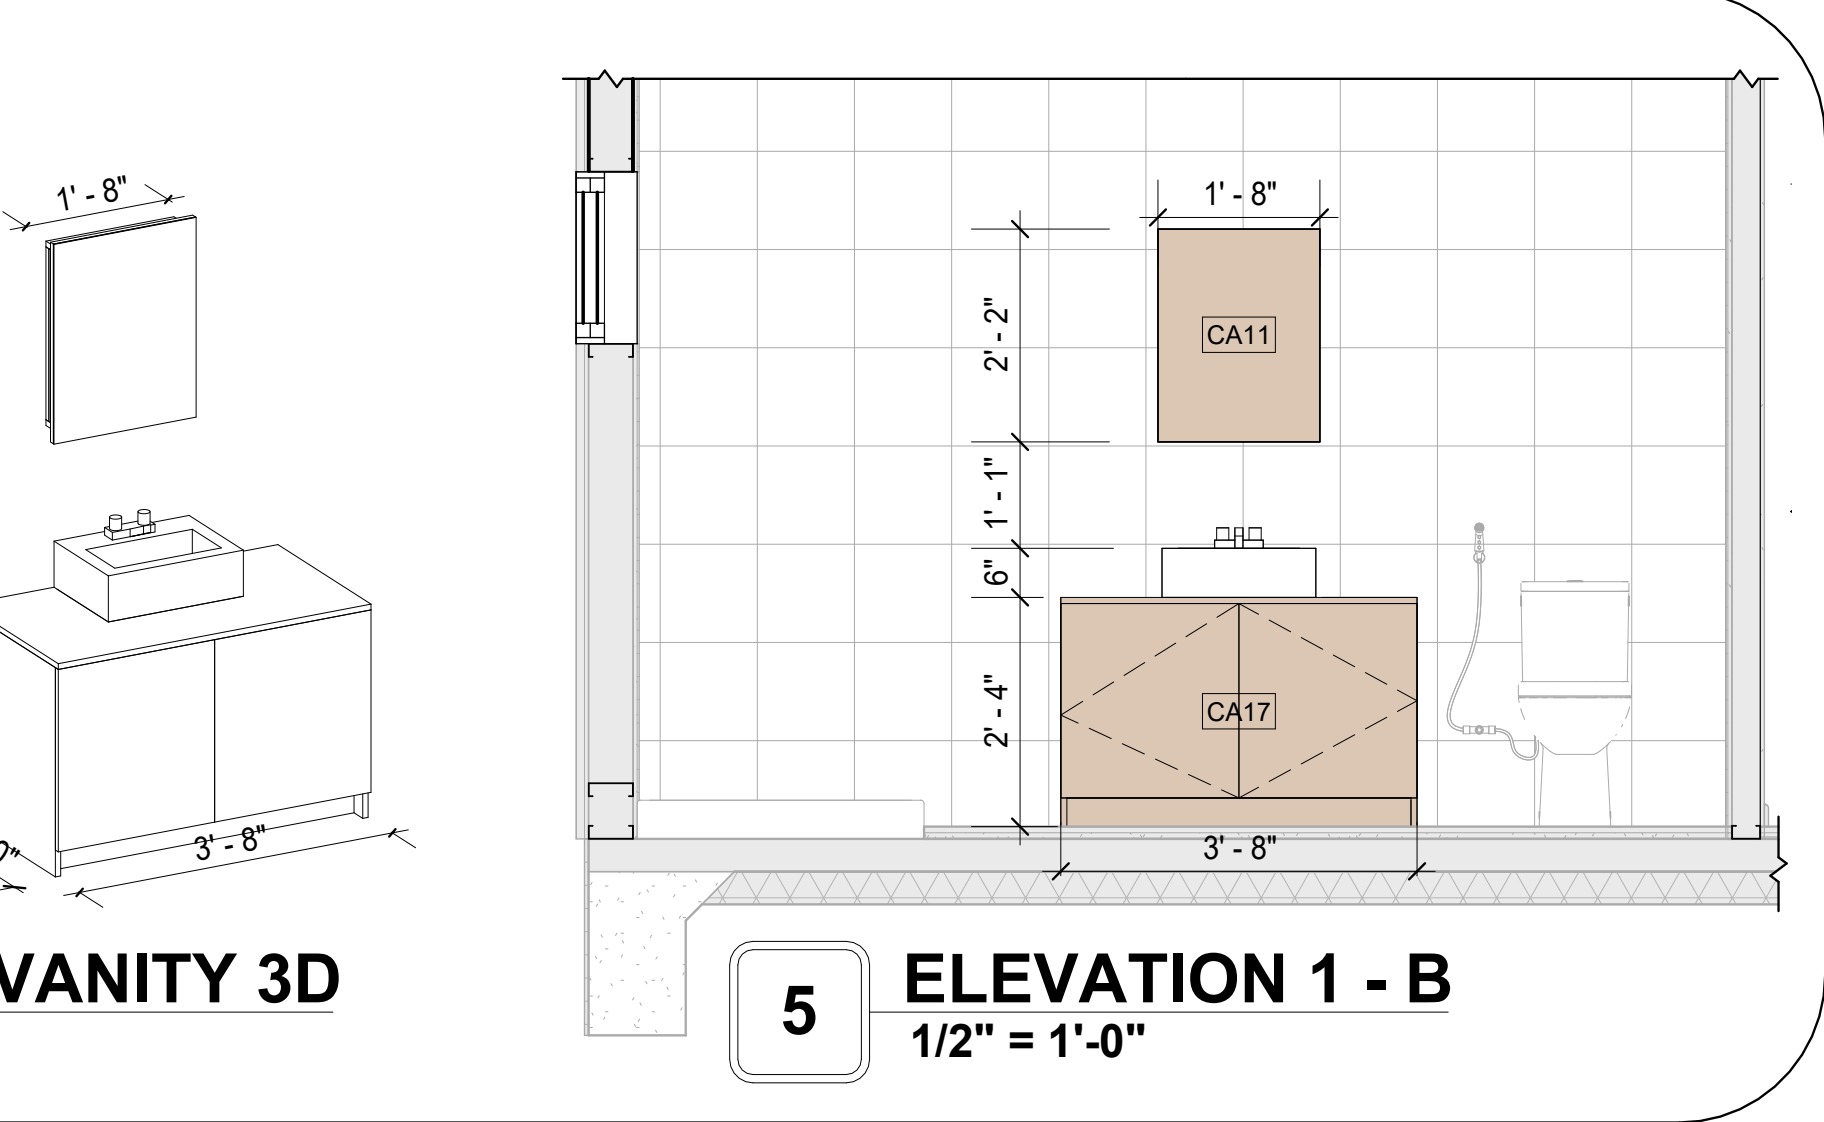 1' - 8"
3' - 8"
VANITY 3D
1' - 8"
2' - 2"
CA11
1' - 1"
6"
2' - 4"
CA17
3' - 8"
5
ELEVATION 1 - B
1/2" = 1'-0"